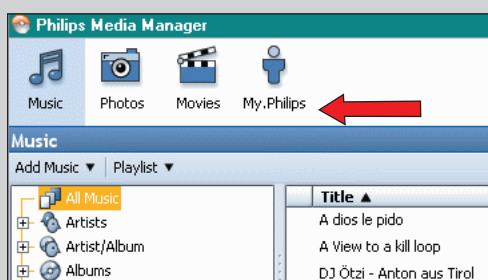 Philips Media Manager
Music Photos Movies My.Philips
Music
Add Music ▼ Playlist ▼
All Music
Artists
Artist/Album
Albums
Title ▲
A dios le pido
A View to a kill loop
DJ Ötzi - Anton aus Tirol